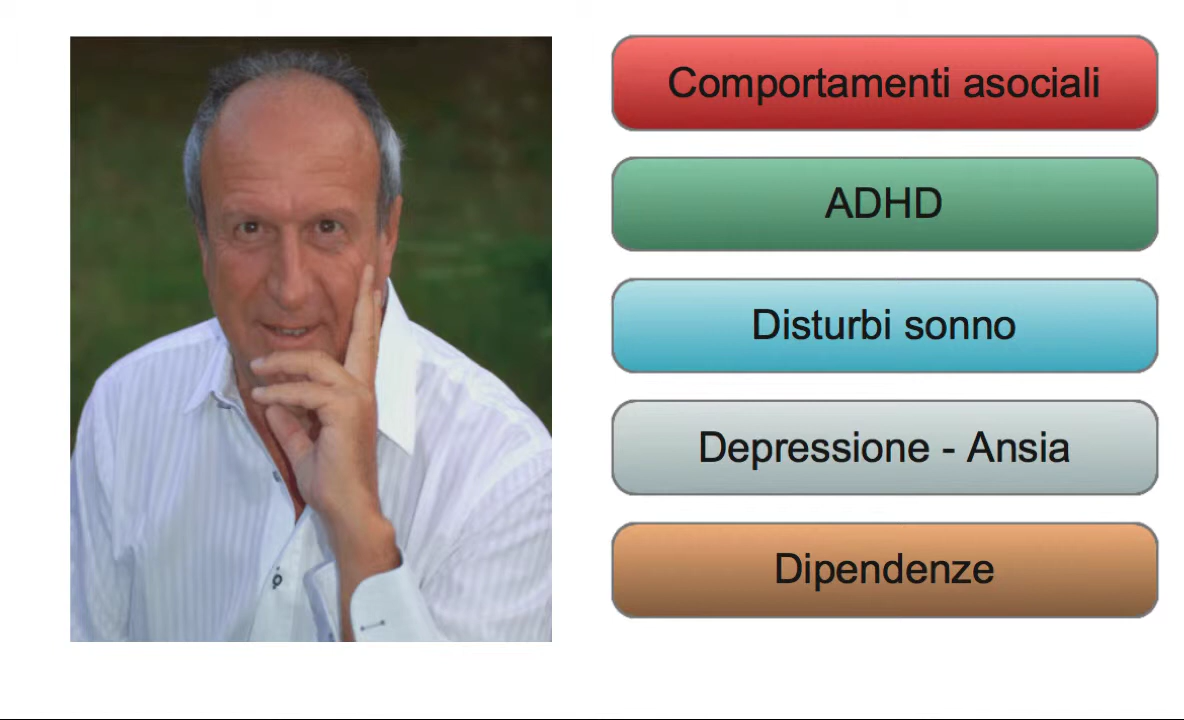 Comportamenti asociali
ADHD
Disturbi sonno
Depressione - Ansia
Dipendenze